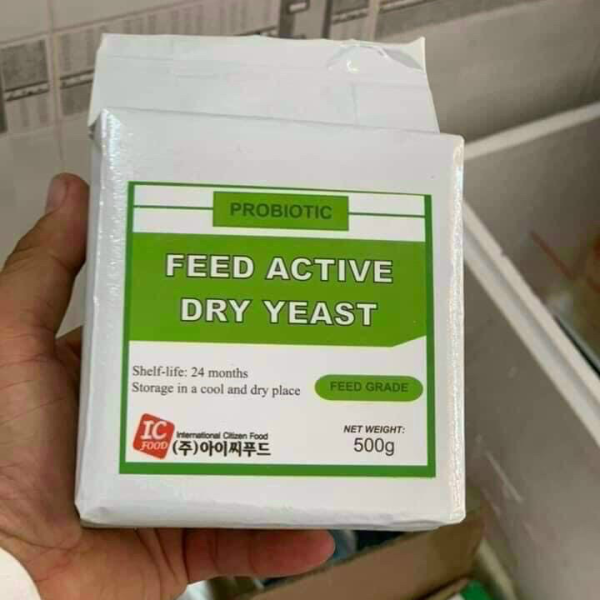 PROBIOTIC
FEED ACTIVE
DRY YEAST
Shelf-life: 24 months
Storage in a cool and dry place
FEED GRADE
IC
FOOD
International Citizen Food
(주)아이찌푸드
NET WEIGHT:
500g